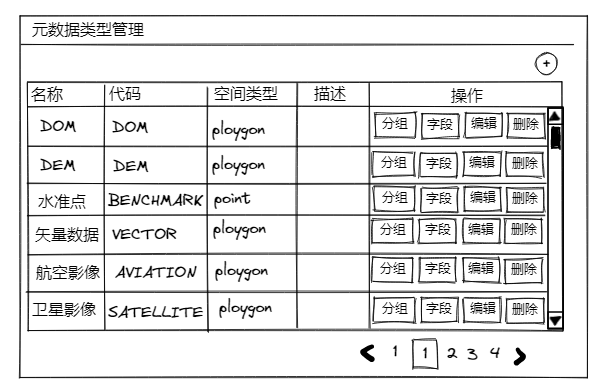 元数据类型管理
+
名称 代码 空间类型 描述 操作
DOM DOM ploygon 分组 字段 编辑 删除
DEM DEM ploygon 分组 字段 编辑 删除
水准点 BENCHMARK point 分组 字段 编辑 删除
矢量数据 VECTOR ploygon 分组 字段 编辑 删除
航空影像 AVIATION ploygon 分组 字段 编辑 删除
卫星影像 SATELLITE ploygon 分组 字段 编辑 删除
< 1 1 2 3 4 >